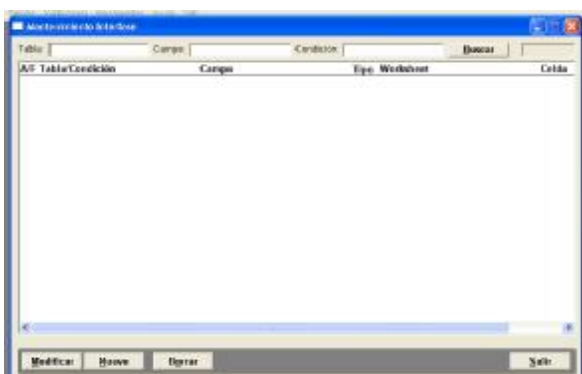 Mantenimiento Interfase
Tabla: Campo: Condición: Buscar
A/F Tabla/Condición Campo Tipo Worksheet Celda
Modificar Nuevo Borrar Salir